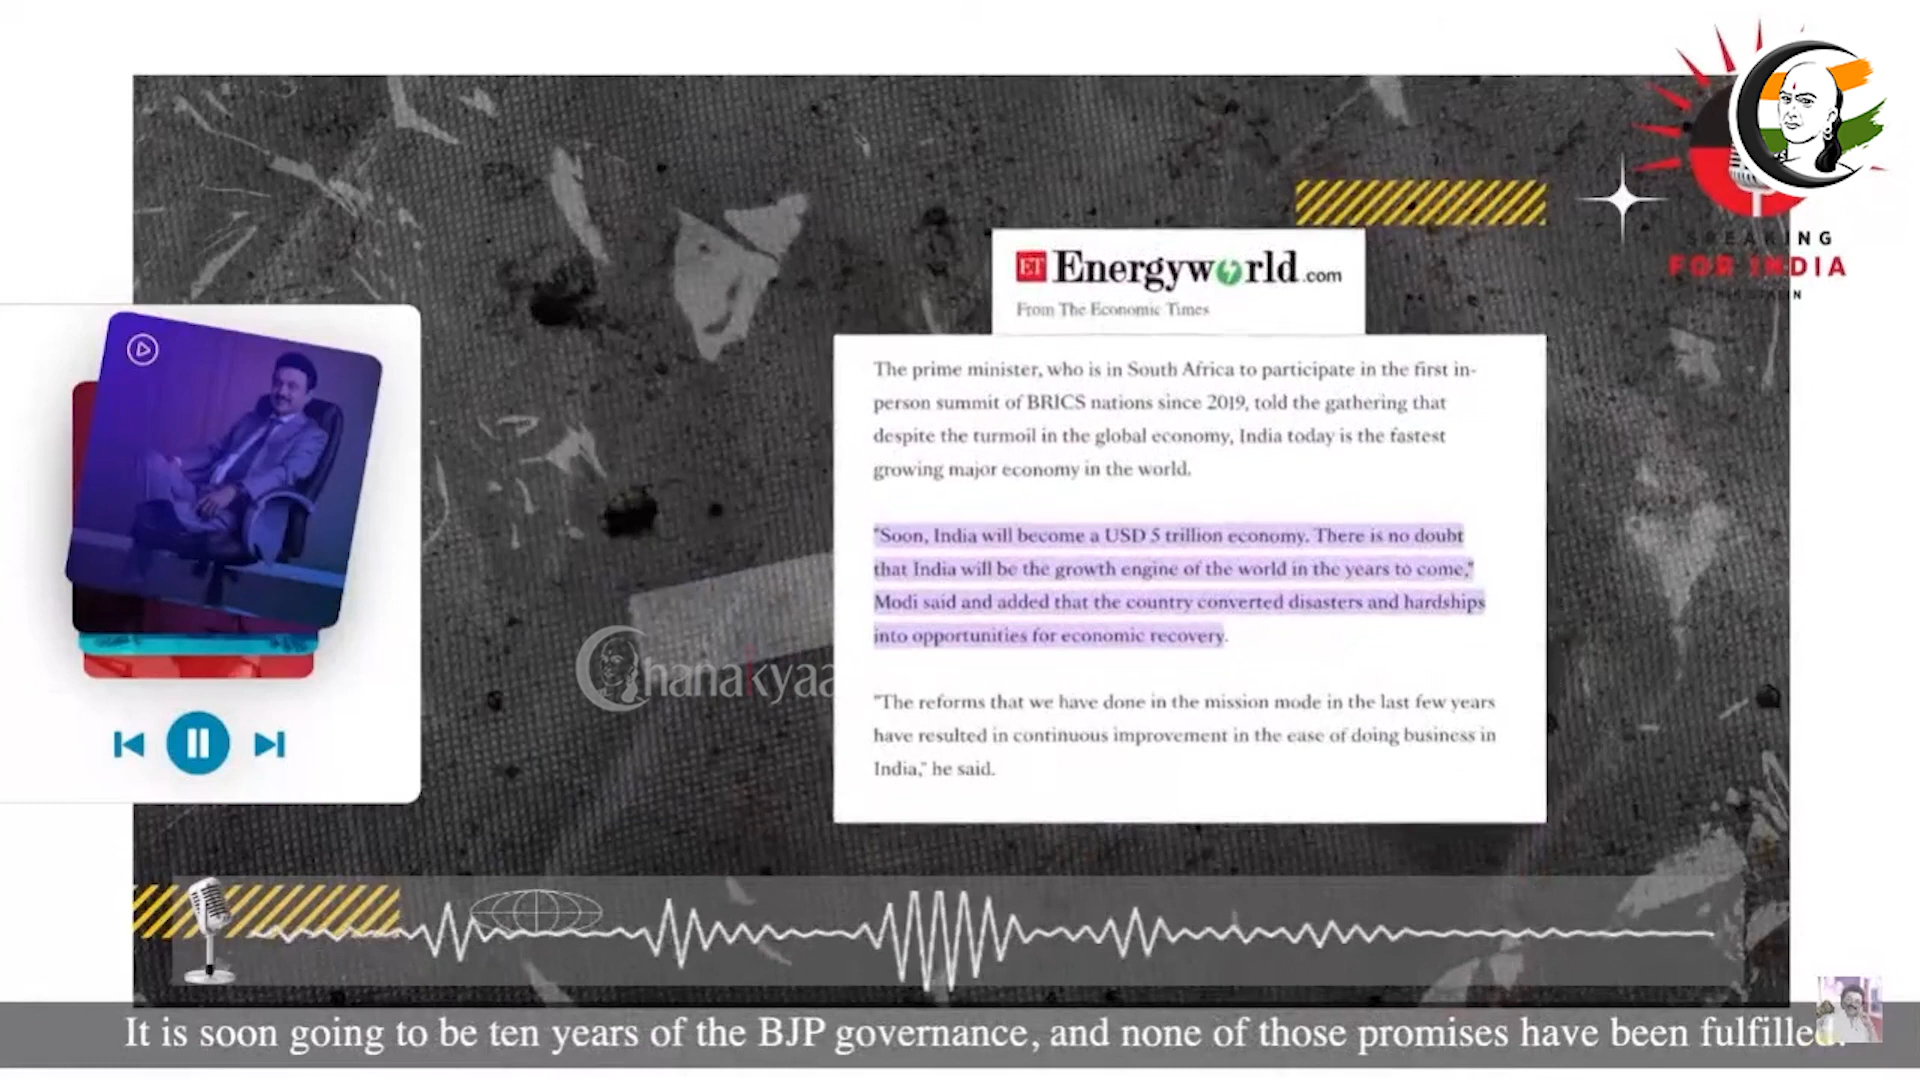 SPEAKING
FOR INDIA
ET Energyworld.com
From The Economic Times
The prime minister, who is in South Africa to participate in the first in-
person summit of BRICS nations since 2019, told the gathering that
despite the turmoil in the global economy, India today is the fastest
growing major economy in the world.
"Soon, India will become a USD 5 trillion economy. There is no doubt
that India will be the growth engine of the world in the years to come,"
Modi said and added that the country converted disasters and hardships
into opportunities for economic recovery.
"The reforms that we have done in the mission mode in the last few years
have resulted in continuous improvement in the ease of doing business in
India," he said.
hanakyaa
It is soon going to be ten years of the BJP governance, and none of those promises have been fulfilled.